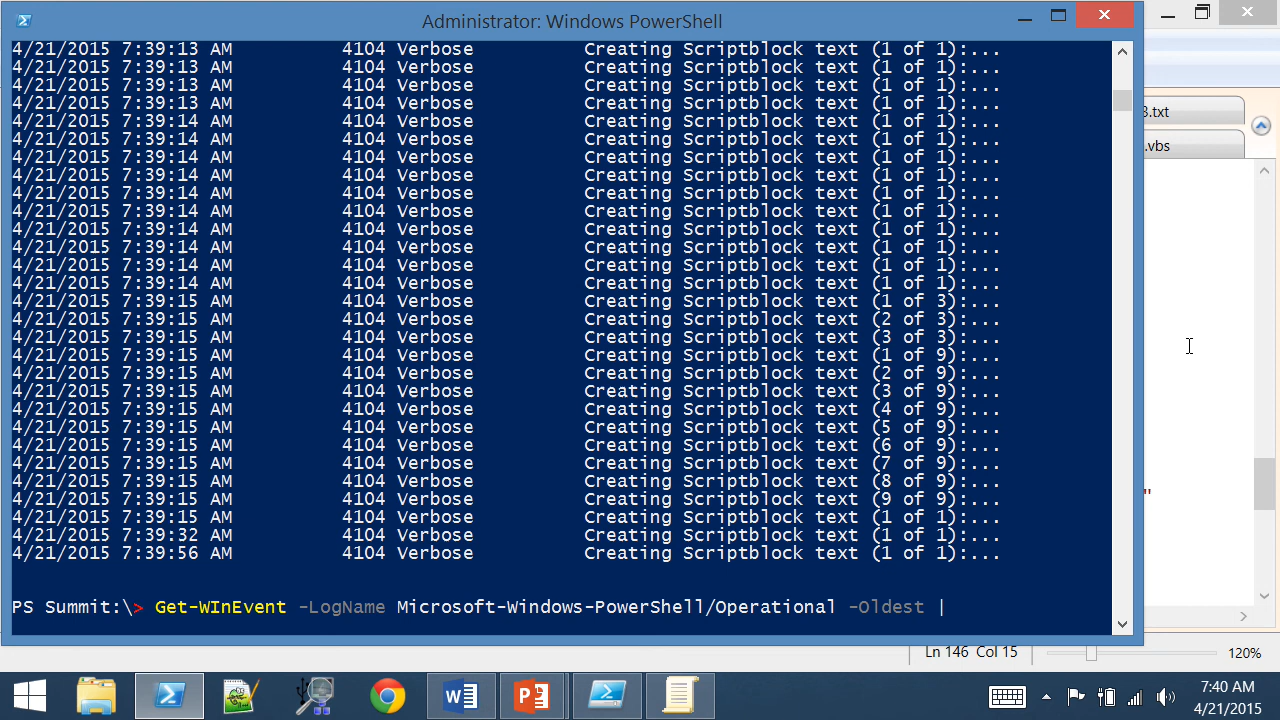 Administrator: Windows PowerShell
4/21/2015 7:39:13 AM 4104 Verbose Creating Scriptblock text (1 of 1):...
4/21/2015 7:39:13 AM 4104 Verbose Creating Scriptblock text (1 of 1):...
4/21/2015 7:39:13 AM 4104 Verbose Creating Scriptblock text (1 of 1):...
4/21/2015 7:39:13 AM 4104 Verbose Creating Scriptblock text (1 of 1):...
4/21/2015 7:39:14 AM 4104 Verbose Creating Scriptblock text (1 of 1):...
4/21/2015 7:39:14 AM 4104 Verbose Creating Scriptblock text (1 of 1):...
4/21/2015 7:39:14 AM 4104 Verbose Creating Scriptblock text (1 of 1):...
4/21/2015 7:39:14 AM 4104 Verbose Creating Scriptblock text (1 of 1):...
4/21/2015 7:39:14 AM 4104 Verbose Creating Scriptblock text (1 of 1):...
4/21/2015 7:39:14 AM 4104 Verbose Creating Scriptblock text (1 of 1):...
4/21/2015 7:39:14 AM 4104 Verbose Creating Scriptblock text (1 of 1):...
4/21/2015 7:39:14 AM 4104 Verbose Creating Scriptblock text (1 of 1):...
4/21/2015 7:39:14 AM 4104 Verbose Creating Scriptblock text (1 of 1):...
4/21/2015 7:39:14 AM 4104 Verbose Creating Scriptblock text (1 of 1):...
4/21/2015 7:39:15 AM 4104 Verbose Creating Scriptblock text (1 of 3):...
4/21/2015 7:39:15 AM 4104 Verbose Creating Scriptblock text (2 of 3):...
4/21/2015 7:39:15 AM 4104 Verbose Creating Scriptblock text (3 of 3):...
4/21/2015 7:39:15 AM 4104 Verbose Creating Scriptblock text (1 of 9):...
4/21/2015 7:39:15 AM 4104 Verbose Creating Scriptblock text (2 of 9):...
4/21/2015 7:39:15 AM 4104 Verbose Creating Scriptblock text (3 of 9):...
4/21/2015 7:39:15 AM 4104 Verbose Creating Scriptblock text (4 of 9):...
4/21/2015 7:39:15 AM 4104 Verbose Creating Scriptblock text (5 of 9):...
4/21/2015 7:39:15 AM 4104 Verbose Creating Scriptblock text (6 of 9):...
4/21/2015 7:39:15 AM 4104 Verbose Creating Scriptblock text (7 of 9):...
4/21/2015 7:39:15 AM 4104 Verbose Creating Scriptblock text (8 of 9):...
4/21/2015 7:39:15 AM 4104 Verbose Creating Scriptblock text (9 of 9):...
4/21/2015 7:39:15 AM 4104 Verbose Creating Scriptblock text (1 of 1):...
4/21/2015 7:39:32 AM 4104 Verbose Creating Scriptblock text (1 of 1):...
4/21/2015 7:39:56 AM 4104 Verbose Creating Scriptblock text (1 of 1):...
PS Summit:\> Get-WInEvent -LogName Microsoft-Windows-PowerShell/Operational -Oldest |
3.txt
.vbs
"
Ln 146 Col 15
120%
7:40 AM
4/21/2015